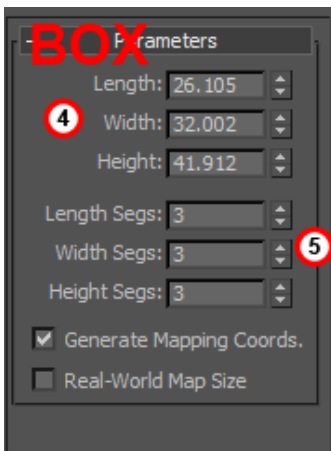 BOX
- Parameters
Length: 26.105
4 Width: 32.002
Height: 41.912
Length Segs: 3
Width Segs: 3 5
Height Segs: 3
Generate Mapping Coords.
Real-World Map Size